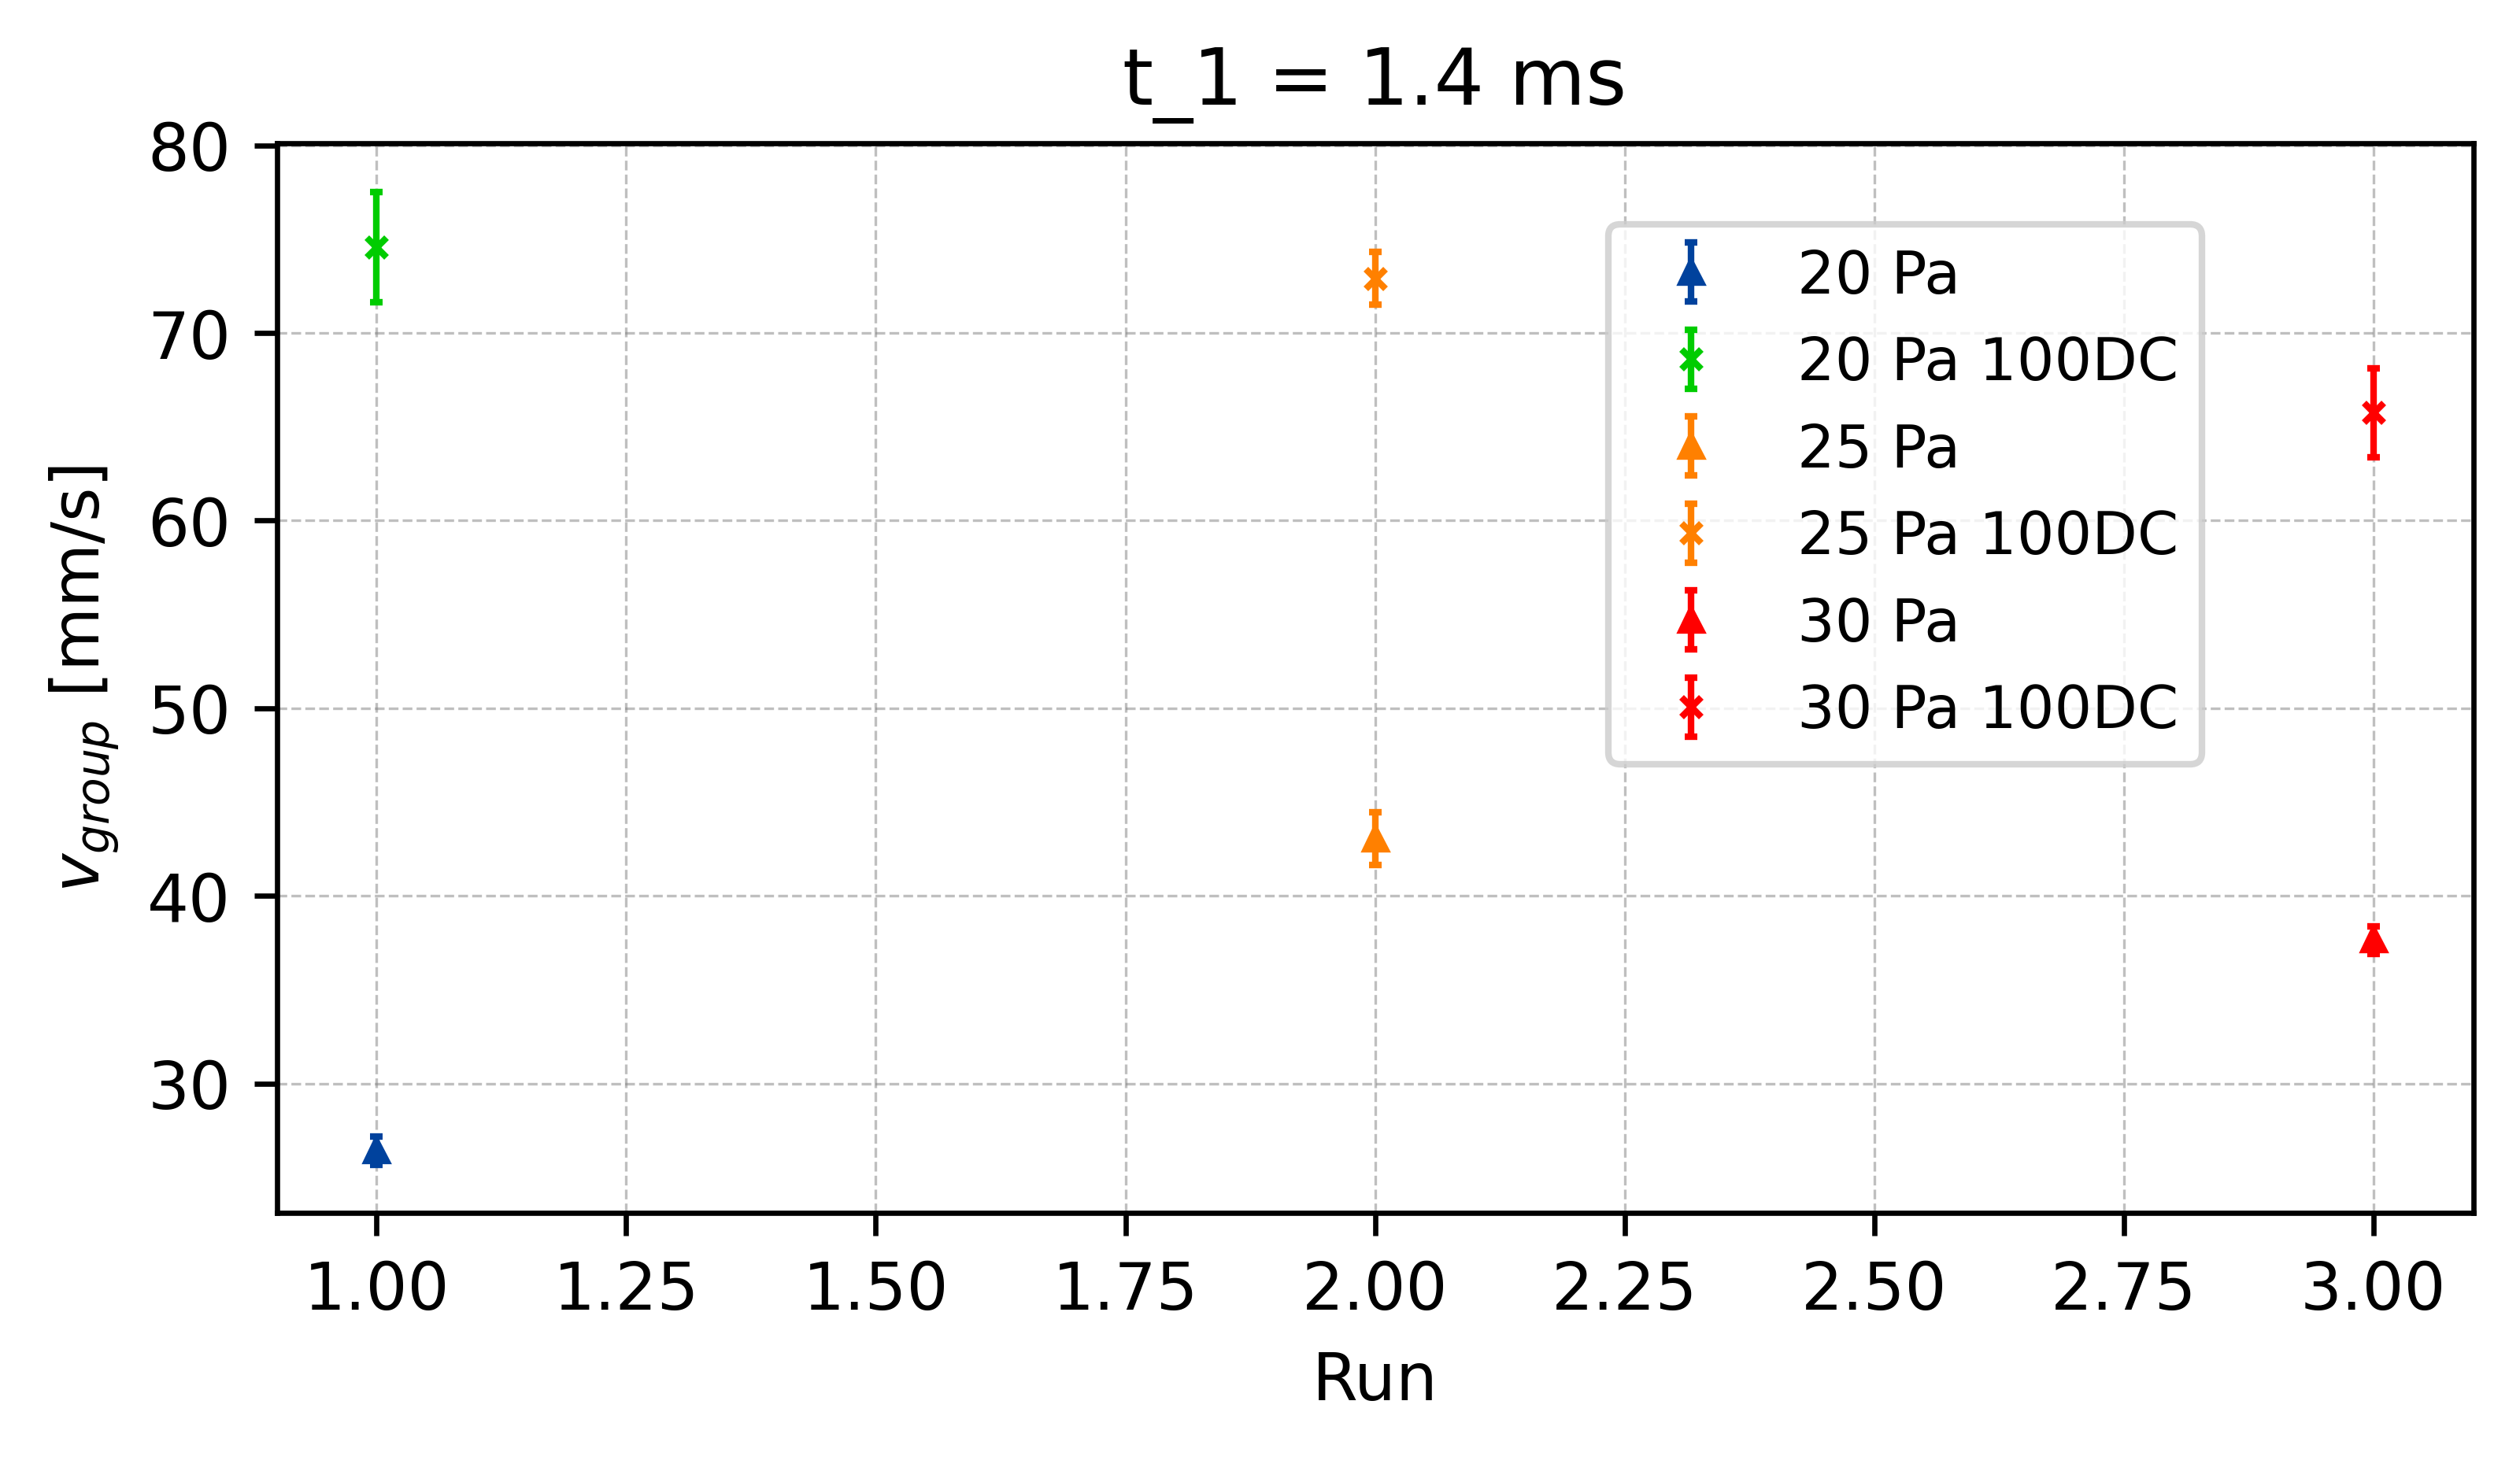 t_1 = 1.4 ms
80
70
60
50
40
30
v_group [mm/s]
20 Pa
20 Pa 100DC
25 Pa
25 Pa 100DC
30 Pa
30 Pa 100DC
1.00 1.25 1.50 1.75 2.00 2.25 2.50 2.75 3.00
Run